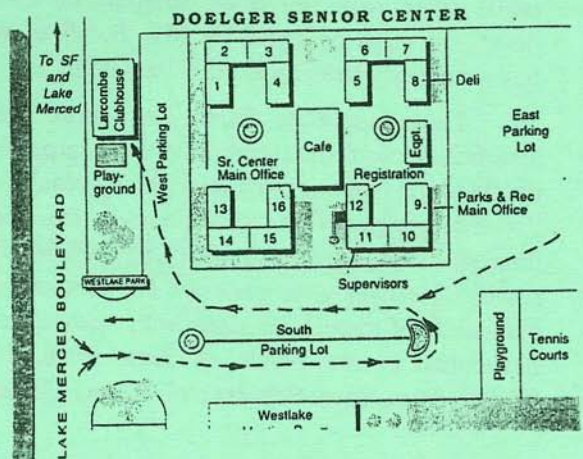 DOELGER SENIOR CENTER
To SF
and
Lake
Merced
Larcombe
Clubhouse
Play-
ground
WESTLAKE PARK
LAKE MERCED BOULEVARD
West Parking Lot
2
3
1
4
6
7
5
8
Deli
Cafe
Eqpt.
East
Parking
Lot
Sr. Center
Main Office
Registration
13
16
14
15
12
9
11
10
Parks & Rec
Main Office
Supervisors
South
Parking Lot
Playground
Tennis
Courts
Westlake